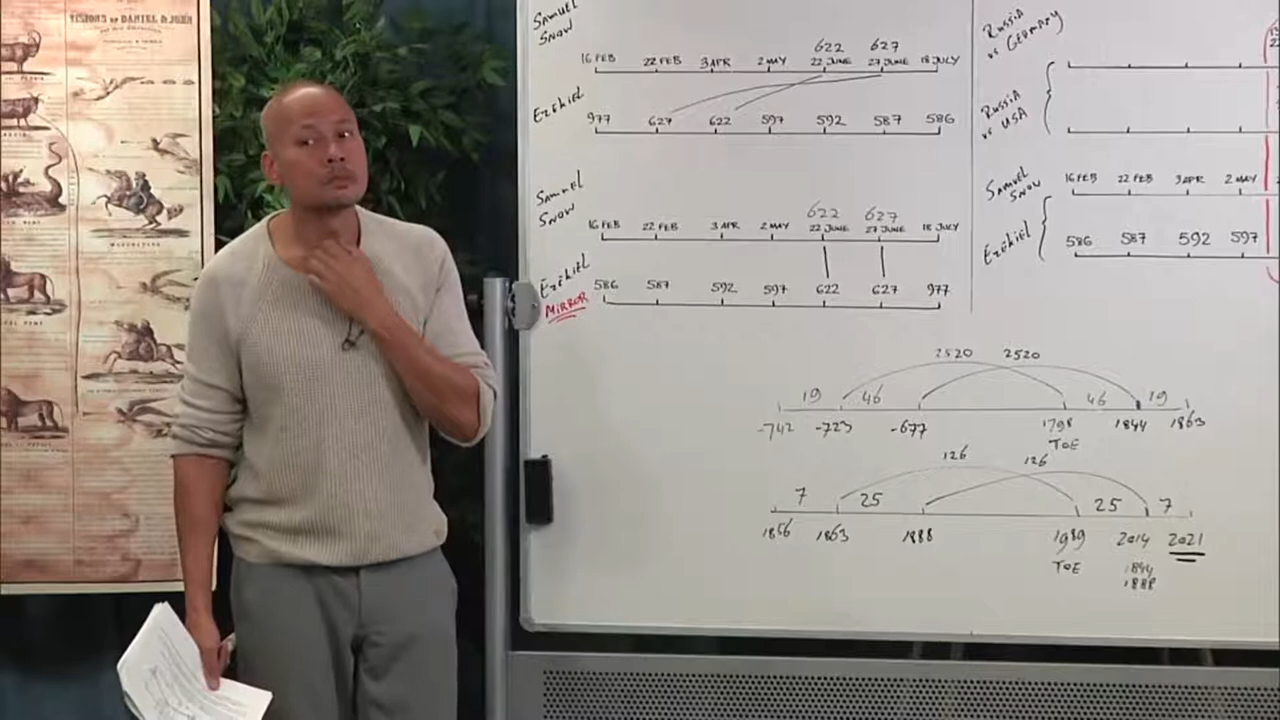 VISIONS OF DANIEL & JOHN
SAMUEL
SNOW
622 627
16 FEB 22 FEB 3 APR 2 MAY 22 JUNE 27 JUNE 18 JULY
EZEKIEL
977 627 622 597 592 587 586
SAMUEL
SNOW
622 627
16 FEB 22 FEB 3 APR 2 MAY 22 JUNE 27 JUNE 18 JULY
EZEKIEL
MIRROR
586 587 592 597 622 627 977
RUSSIA
vs GERMANY
RUSSIA
vs USA
SAMUEL
SNOW
16 FEB 22 FEB 3 APR 2 MAY
EZEKIEL
586 587 592 597
2520 2520
19 46 46 19
-742 -723 -677 1798 1844 1863
TOE
126 126
7 25 25 7
1856 1863 1888 1989 2014 2021
TOE 1844
1888